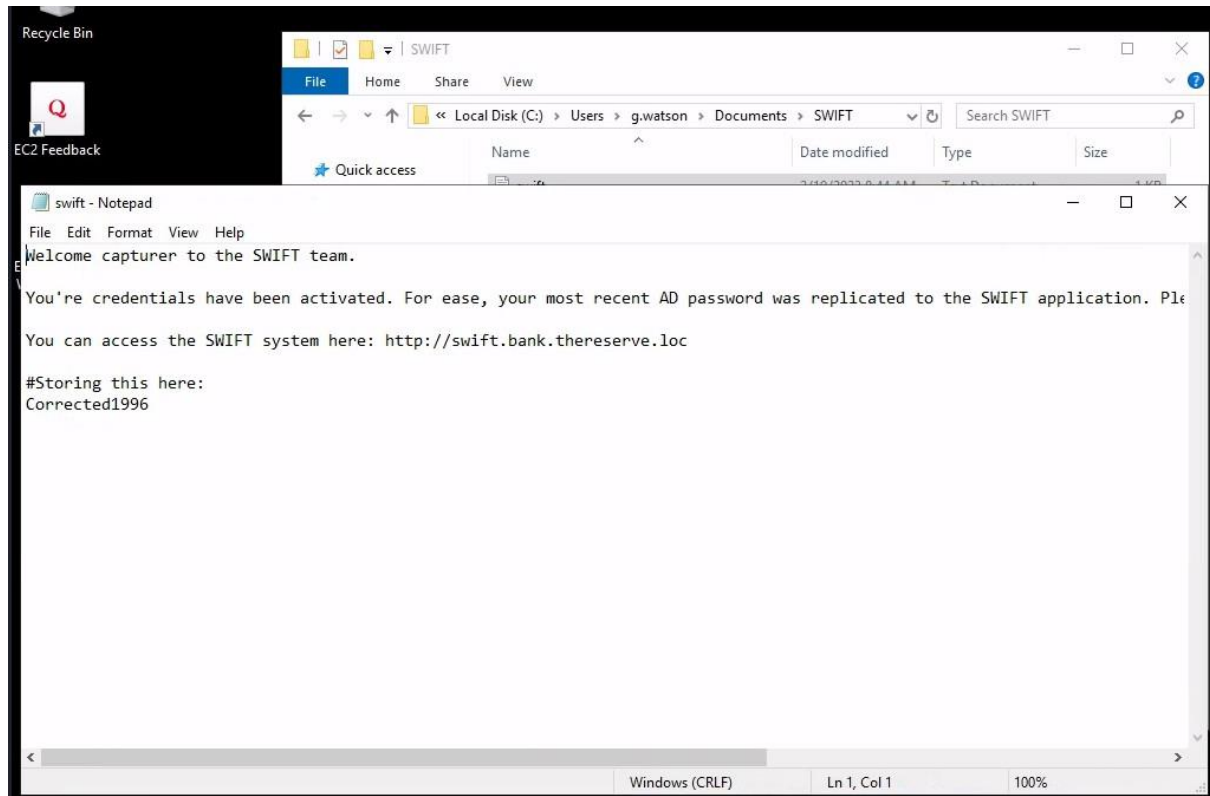 Recycle Bin
SWIFT
File Home Share View
« Local Disk (C:) › Users › g.watson › Documents › SWIFT Search SWIFT
EC2 Feedback
Name Date modified Type Size
Quick access
swift - Notepad
File Edit Format View Help
Welcome capturer to the SWIFT team.
You're credentials have been activated. For ease, your most recent AD password was replicated to the SWIFT application.
You can access the SWIFT system here: http://swift.bank.thereserve.loc
#Storing this here:
Corrected1996
Windows (CRLF) Ln 1, Col 1 100%